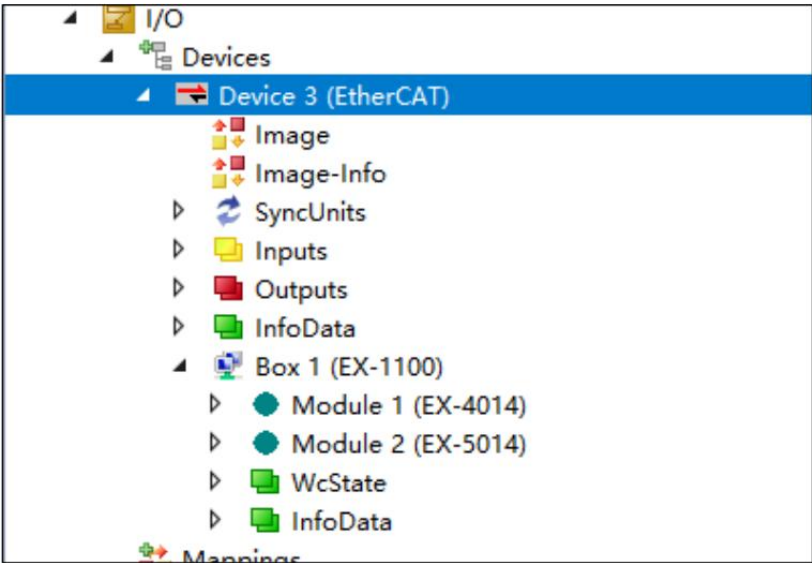 I/O
Devices
Device 3 (EtherCAT)
Image
Image-Info
SyncUnits
Inputs
Outputs
InfoData
Box 1 (EX-1100)
Module 1 (EX-4014)
Module 2 (EX-5014)
WcState
InfoData
Mappings